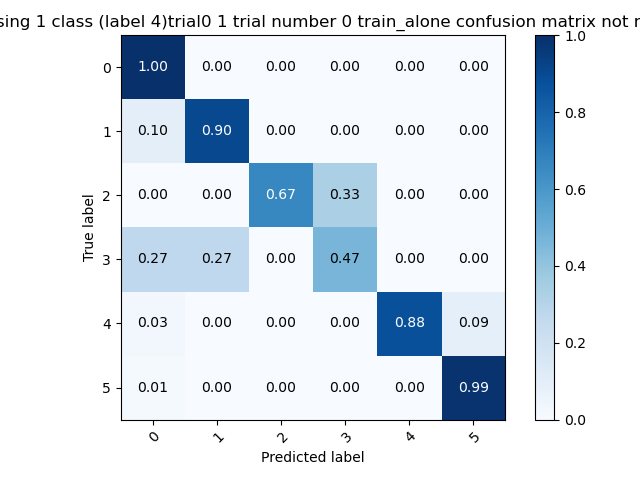 sing 1 class (label 4)trial0 1 trial number 0 train_alone confusion matrix not
True label
0 1.00 0.00 0.00 0.00 0.00 0.00
1 0.10 0.90 0.00 0.00 0.00 0.00
2 0.00 0.00 0.67 0.33 0.00 0.00
3 0.27 0.27 0.00 0.47 0.00 0.00
4 0.03 0.00 0.00 0.00 0.88 0.09
5 0.01 0.00 0.00 0.00 0.00 0.99
0 1 2 3 4 5
Predicted label
1.0
0.8
0.6
0.4
0.2
0.0